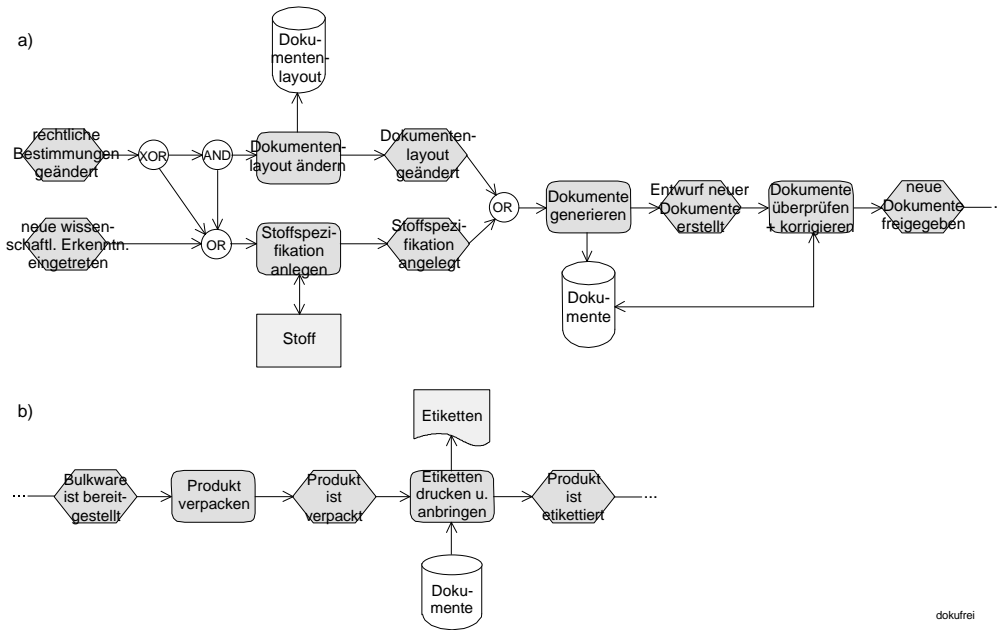 a)
Doku-
menten-
layout
rechtliche
Bestimmungen
geändert
XOR
AND
Dokumenten-
layout ändern
Dokumenten-
layout
geändert
neue wissen-
schaftl. Erkenntn.
eingetreten
OR
Stoffspezi-
fikation
anlegen
Stoffspezi-
fikation
angelegt
OR
Dokumente
generieren
Entwurf neuer
Dokumente
erstellt
Dokumente
überprüfen
+ korrigieren
neue
Dokumente
freigegeben
Stoff
Doku-
mente
b)
Etiketten
Bulkware
ist bereit-
gestellt
Produkt
verpacken
Produkt
ist
verpackt
Etiketten
drucken u.
anbringen
Produkt
ist
etikettiert
Doku-
mente
dokufrei